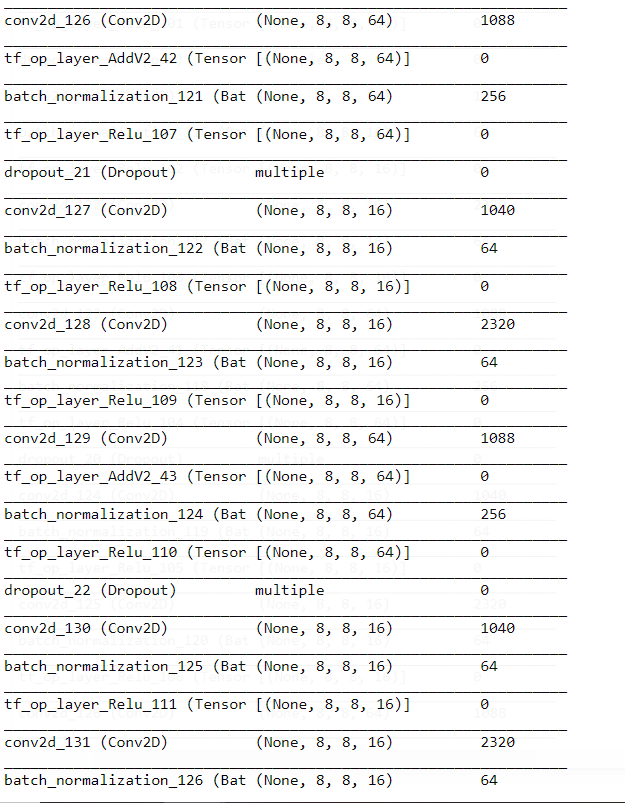 conv2d_126 (Conv2D) (None, 8, 8, 64) 1088
tf_op_layer_AddV2_42 (Tensor [(None, 8, 8, 64)] 0
batch_normalization_121 (Bat (None, 8, 8, 64) 256
tf_op_layer_Relu_107 (Tensor [(None, 8, 8, 64)] 0
dropout_21 (Dropout) multiple 0
conv2d_127 (Conv2D) (None, 8, 8, 16) 1040
batch_normalization_122 (Bat (None, 8, 8, 16) 64
tf_op_layer_Relu_108 (Tensor [(None, 8, 8, 16)] 0
conv2d_128 (Conv2D) (None, 8, 8, 16) 2320
batch_normalization_123 (Bat (None, 8, 8, 16) 64
tf_op_layer_Relu_109 (Tensor [(None, 8, 8, 16)] 0
conv2d_129 (Conv2D) (None, 8, 8, 64) 1088
tf_op_layer_AddV2_43 (Tensor [(None, 8, 8, 64)] 0
batch_normalization_124 (Bat (None, 8, 8, 64) 256
tf_op_layer_Relu_110 (Tensor [(None, 8, 8, 64)] 0
dropout_22 (Dropout) multiple 0
conv2d_130 (Conv2D) (None, 8, 8, 16) 1040
batch_normalization_125 (Bat (None, 8, 8, 16) 64
tf_op_layer_Relu_111 (Tensor [(None, 8, 8, 16)] 0
conv2d_131 (Conv2D) (None, 8, 8, 16) 2320
batch_normalization_126 (Bat (None, 8, 8, 16) 64